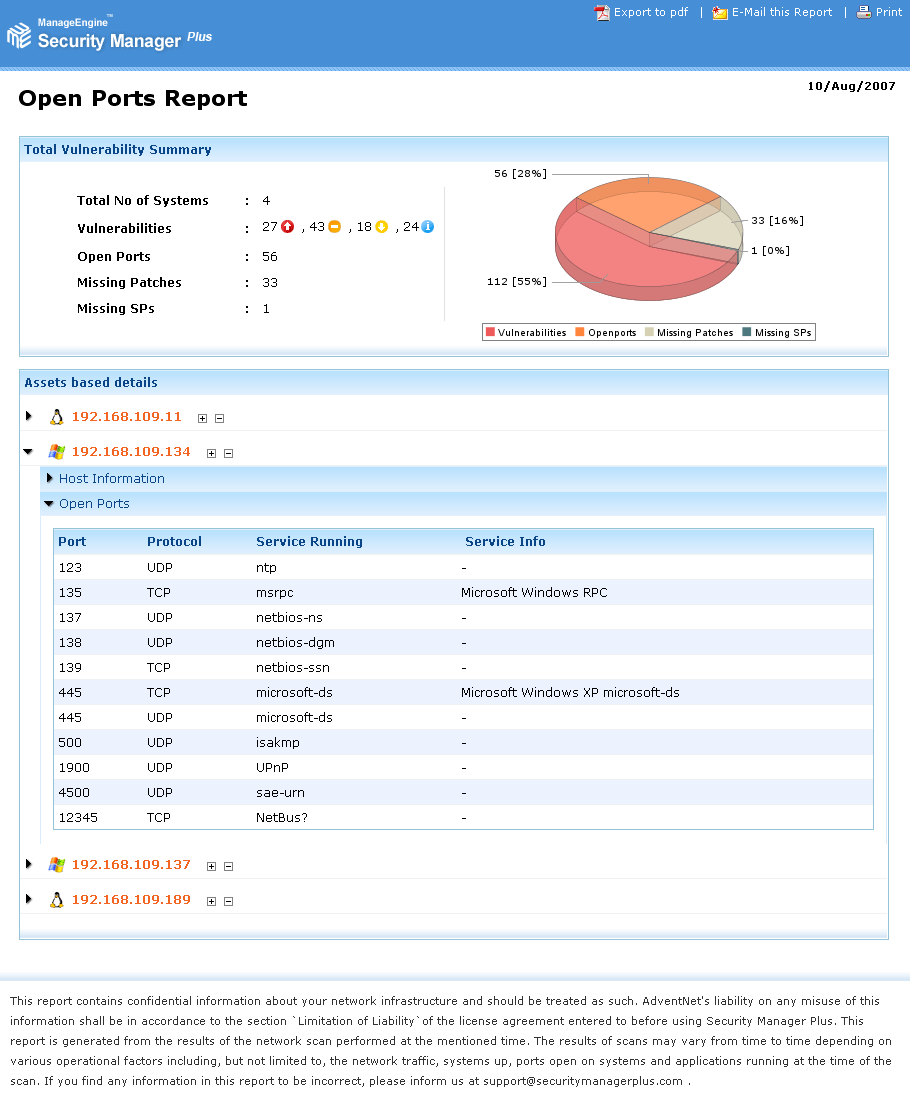 ManageEngine™
Security Manager Plus
Export to pdf | E-Mail this Report | Print
10/Aug/2007
Open Ports Report
Total Vulnerability Summary
Total No of Systems : 4
Vulnerabilities : 27 , 43 , 18 , 24
Open Ports : 56
Missing Patches : 33
Missing SPs : 1
56 [28%]
33 [16%]
1 [0%]
112 [55%]
Vulnerabilities Openports Missing Patches Missing SPs
Assets based details
192.168.109.11
192.168.109.134
Host Information
Open Ports
Port Protocol Service Running Service Info
123 UDP ntp -
135 TCP msrpc Microsoft Windows RPC
137 UDP netbios-ns -
138 UDP netbios-dgm -
139 TCP netbios-ssn -
445 TCP microsoft-ds Microsoft Windows XP microsoft-ds
445 UDP microsoft-ds -
500 UDP isakmp -
1900 UDP UPnP -
4500 UDP sae-urn -
12345 TCP NetBus? -
192.168.109.137
192.168.109.189
This report contains confidential information about your network infrastructure and should be treated as such. AdventNet's liability on any misuse of this
information shall be in accordance to the section `Limitation of Liability`of the license agreement entered to before using Security Manager Plus. This
report is generated from the results of the network scan performed at the mentioned time. The results of scans may vary from time to time depending on
various operational factors including, but not limited to, the network traffic, systems up, ports open on systems and applications running at the time of the
scan. If you find any information in this report to be incorrect, please inform us at support@securitymanagerplus.com .